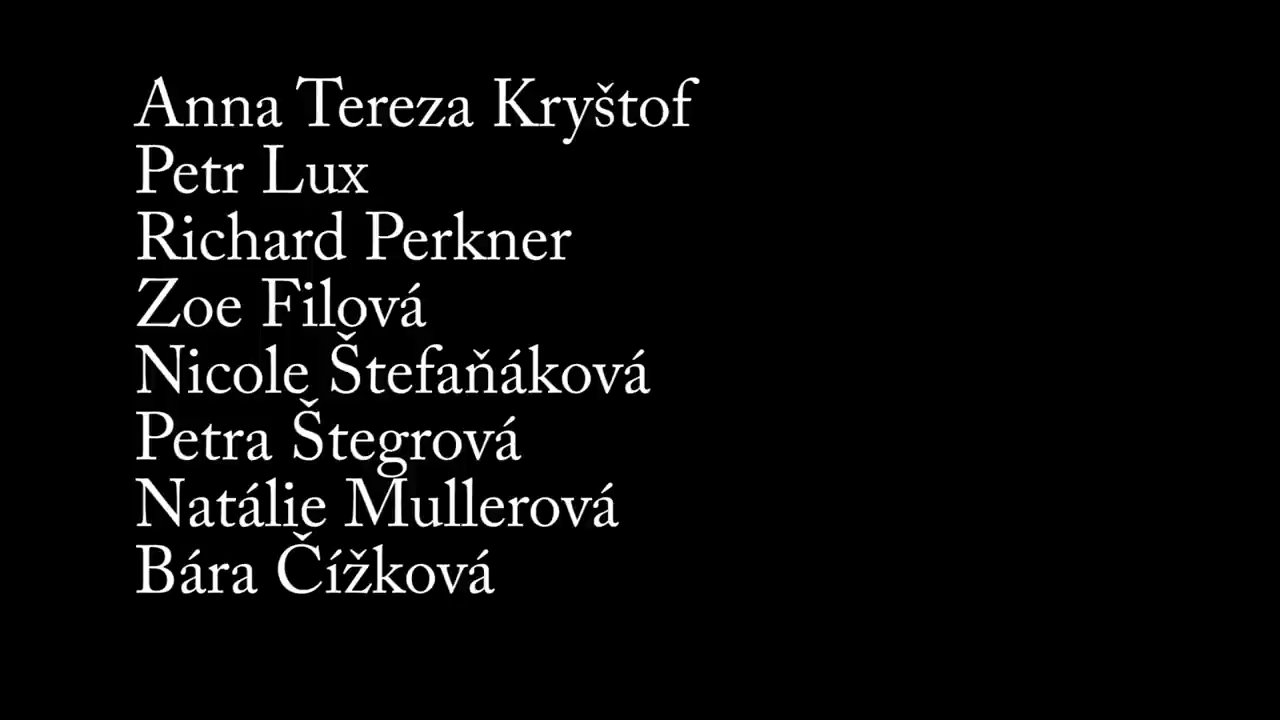 Anna Tereza Kryštof
Petr Lux
Richard Perkner
Zoe Filová
Nicole Štefaňáková
Petra Štegrová
Natálie Mullerová
Bára Čížková